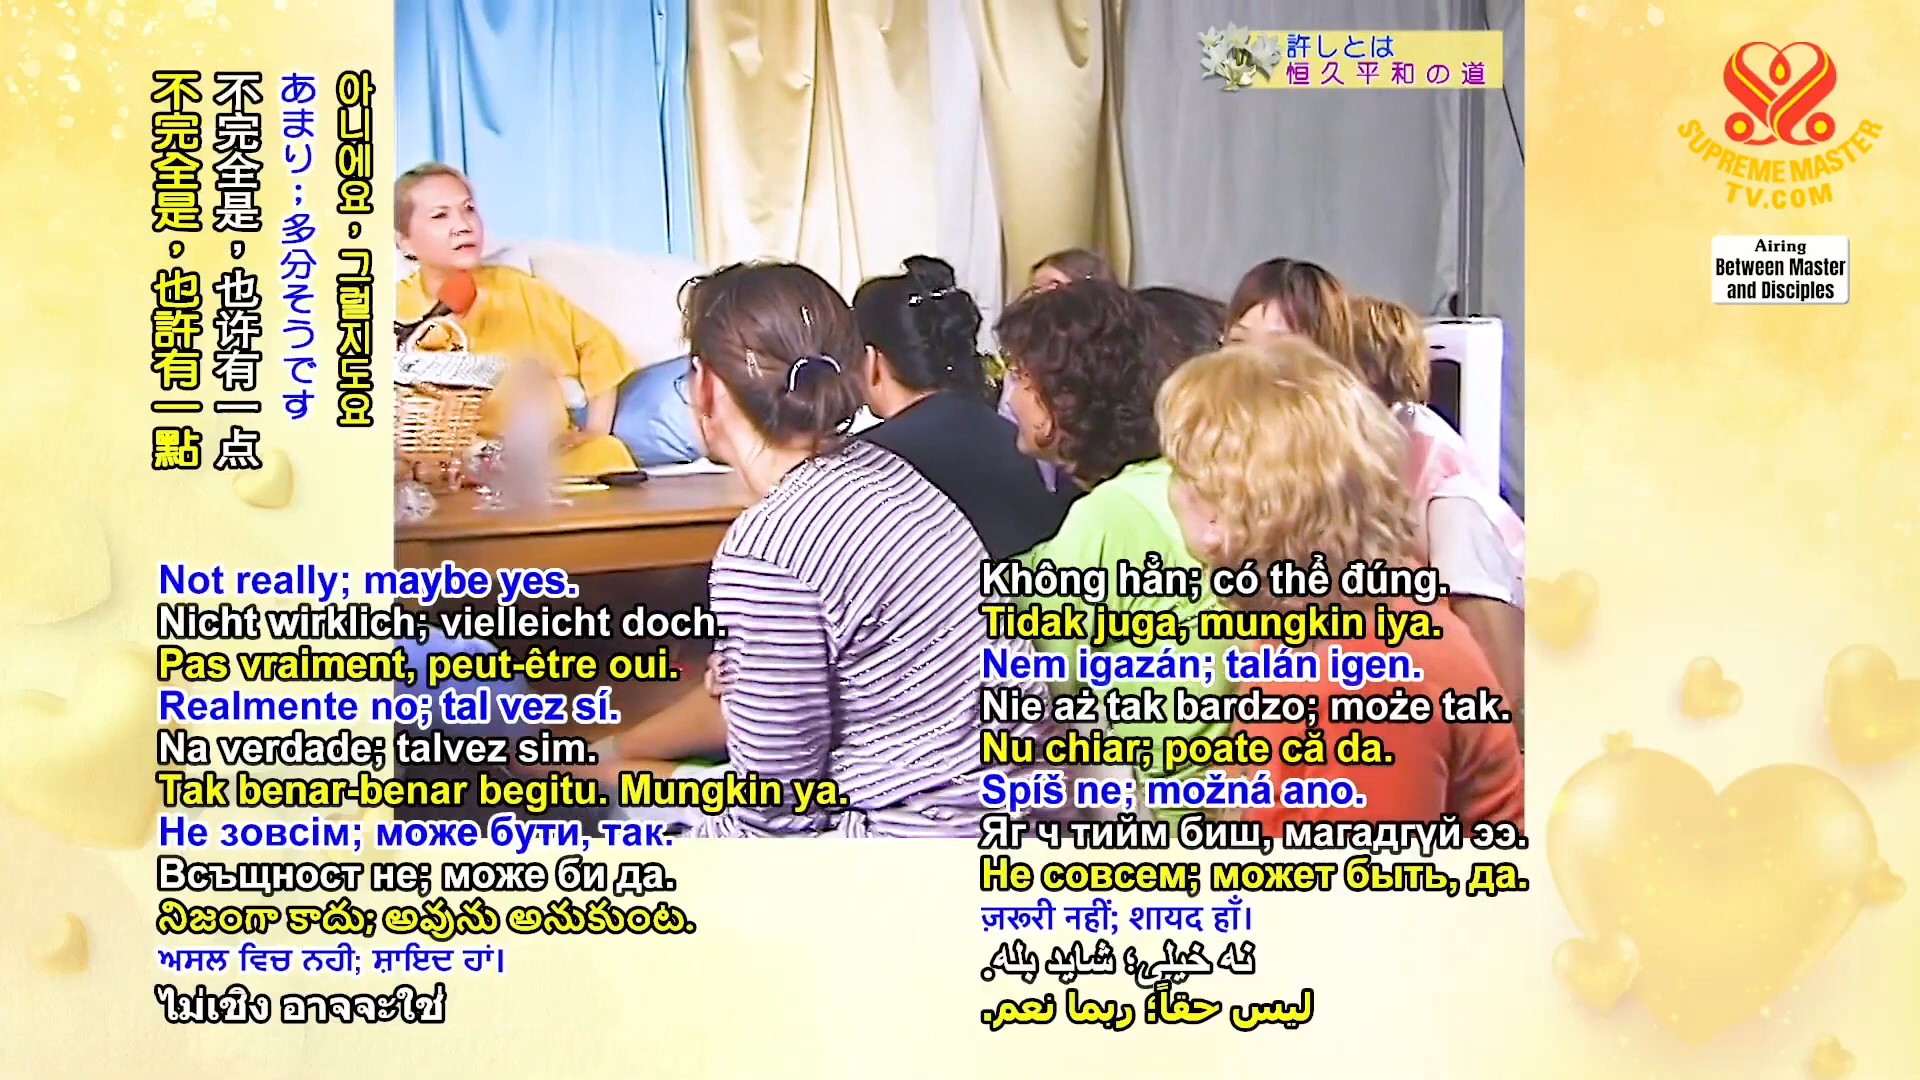 許しとは
恒久平和の道
SUPREME MASTER
TV.COM
Airing
Between Master
and Disciples
아니에요, 그럴지도요
あまり;多分そうです
不完全是,也许有一点
不完全是,也許有一點
Not really; maybe yes.
Nicht wirklich; vielleicht doch.
Pas vraiment, peut-être oui.
Realmente no; tal vez sí.
Na verdade; talvez sim.
Tak benar-benar begitu. Mungkin ya.
Не зовсім; може бути, так.
Всъщност не; може би да.
నిజంగా కాదు; అవును అనుకుంట.
ਅਸਲ ਵਿਚ ਨਹੀ; ਸ਼ਾਇਦ ਹਾਂ।
ไม่เชิง อาจจะใช่
Không hẳn; có thể đúng.
Tidak juga, mungkin iya.
Nem igazán; talán igen.
Nie aż tak bardzo; może tak.
Nu chiar; poate că da.
Spíš ne; možná ano.
Яг ч тийм биш, магадгүй ээ.
Не совсем; может быть, да.
ज़रूरी नहीं; शायद हाँ।
نه خیلی؛ شاید بله.
ليس حقاً؛ ربما نعم.